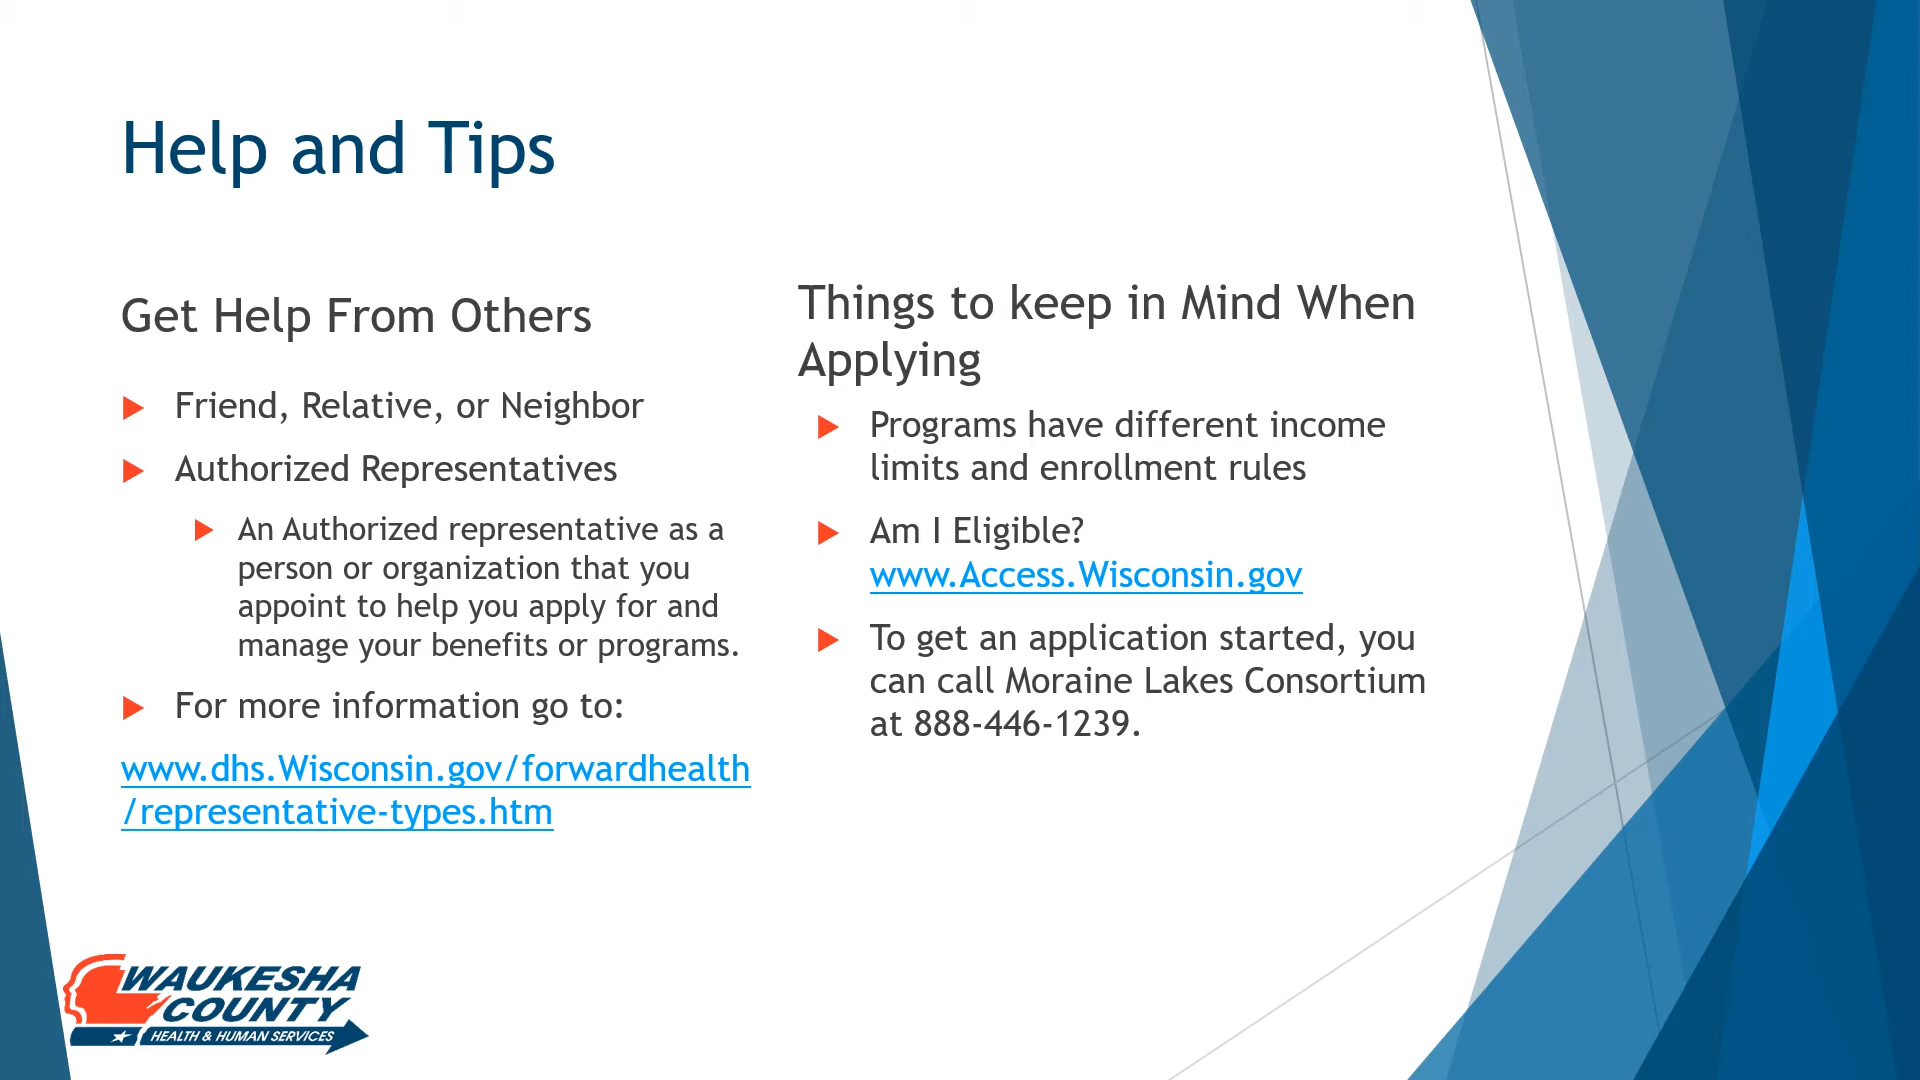 Help and Tips
Get Help From Others
Friend, Relative, or Neighbor
Authorized Representatives
An Authorized representative as a
person or organization that you
appoint to help you apply for and
manage your benefits or programs.
For more information go to:
www.dhs.Wisconsin.gov/forwardhealth
/representative-types.htm
Things to keep in Mind When
Applying
Programs have different income
limits and enrollment rules
Am I Eligible?
www.Access.Wisconsin.gov
To get an application started, you
can call Moraine Lakes Consortium
at 888-446-1239.
WAUKESHA
COUNTY
HEALTH & HUMAN SERVICES